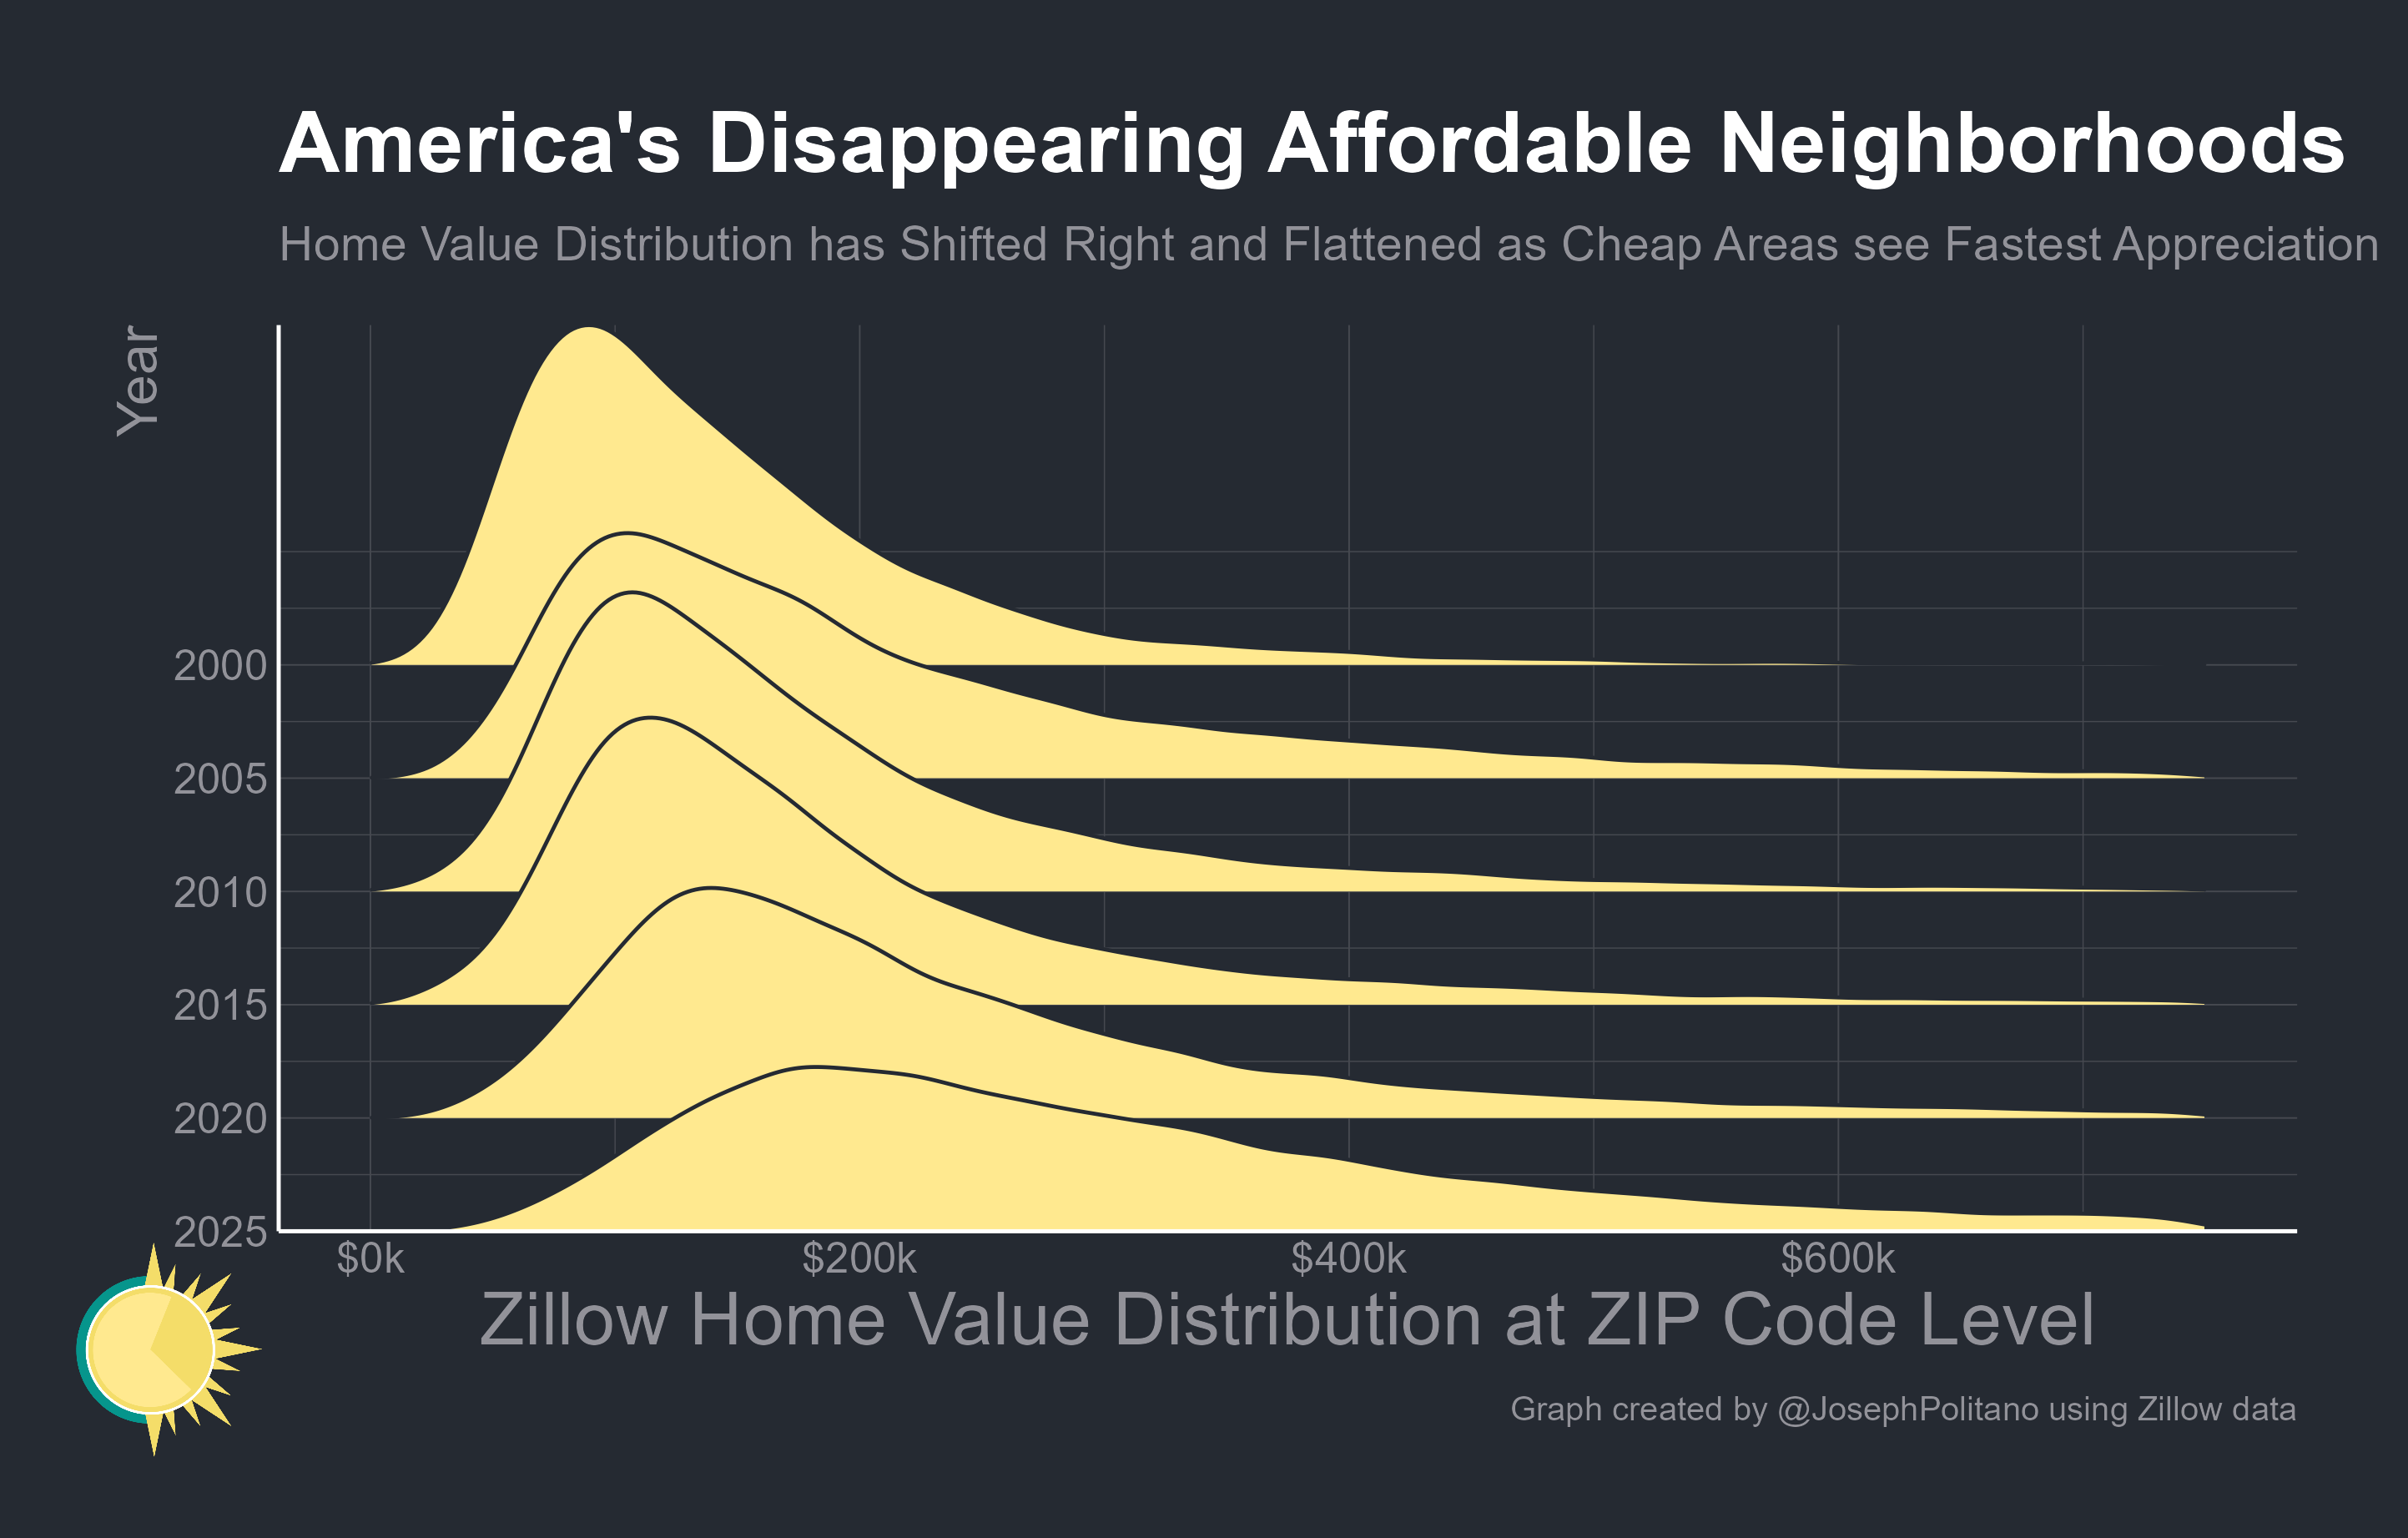 America's Disappearing Affordable Neighborhoods
Home Value Distribution has Shifted Right and Flattened as Cheap Areas see Fastest Appreciation
Year
2000
2005
2010
2015
2020
2025
$0k $200k $400k $600k
Zillow Home Value Distribution at ZIP Code Level
Graph created by @JosephPolitano using Zillow data